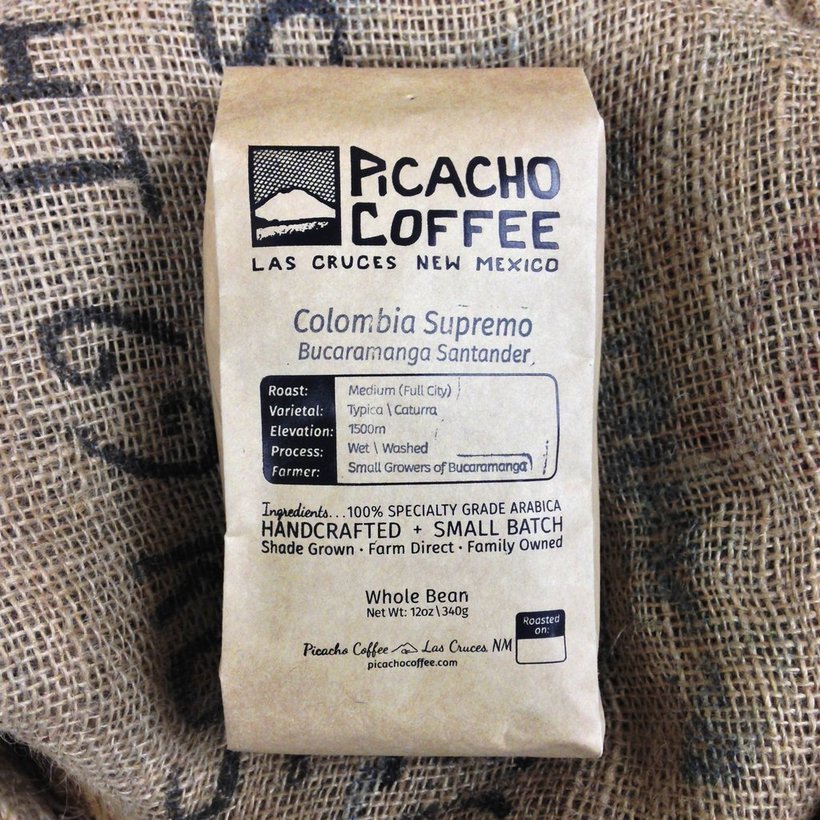 PiCACHO
COFFEE
LAS CRUCES NEW MEXICO
Colombia Supremo
Bucaramanga Santander
Roast: Medium (Full City)
Varietal: Typica \ Caturra
Elevation: 1500m
Process: Wet \ Washed
Farmer: Small Growers of Bucaramanga
Ingredients...100% SPECIALTY GRADE ARABICA
HANDCRAFTED + SMALL BATCH
Shade Grown · Farm Direct · Family Owned
Whole Bean
Net Wt: 12oz\340g
Roasted
on:
Picacho Coffee Las Cruces, NM
picachocoffee.com